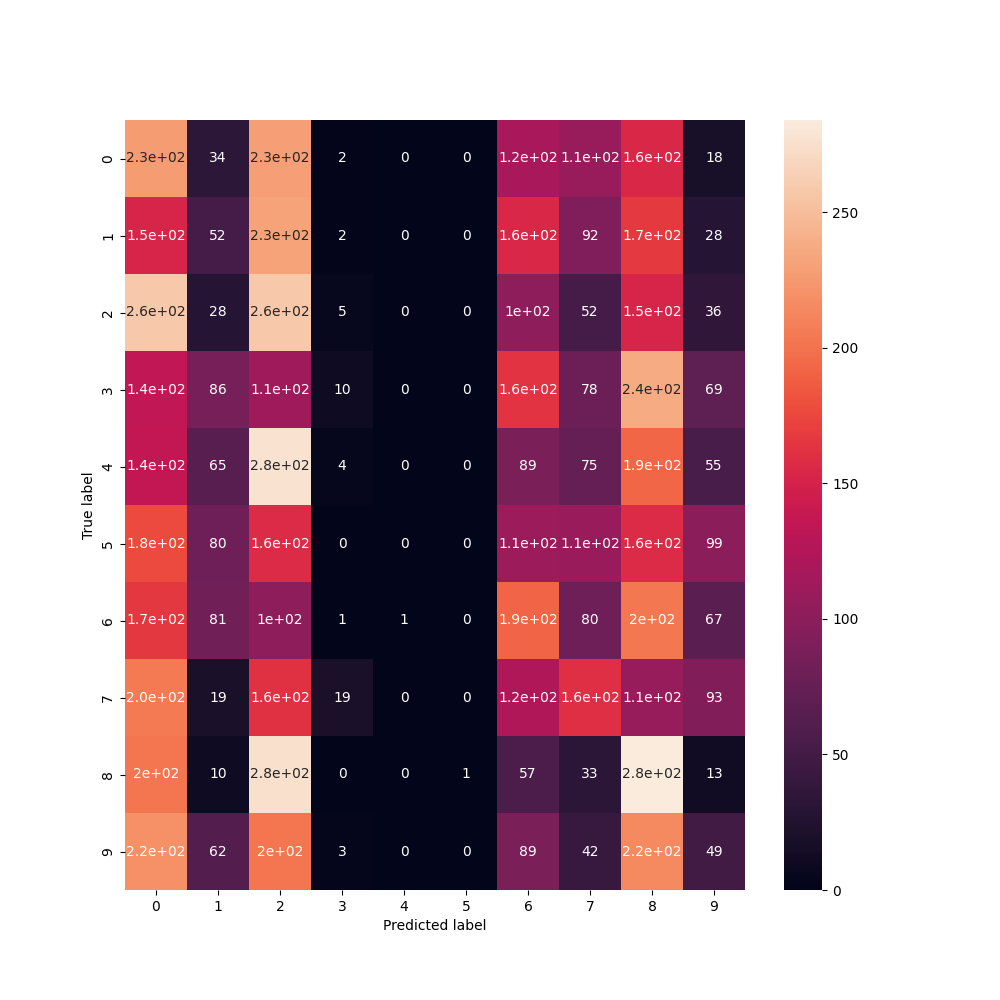 0 2.3e+02 34 2.3e+02 2 0 0 1.2e+02 1.1e+02 1.6e+02 18
1 1.5e+02 52 2.3e+02 2 0 0 1.6e+02 92 1.7e+02 28
2 2.6e+02 28 2.6e+02 5 0 0 1e+02 52 1.5e+02 36
3 1.4e+02 86 1.1e+02 10 0 0 1.6e+02 78 2.4e+02 69
4 1.4e+02 65 2.8e+02 4 0 0 89 75 1.9e+02 55
5 1.8e+02 80 1.6e+02 0 0 0 1.1e+02 1.1e+02 1.6e+02 99
6 1.7e+02 81 1e+02 1 1 0 1.9e+02 80 2e+02 67
7 2.0e+02 19 1.6e+02 19 0 0 1.2e+02 1.6e+02 1.1e+02 93
8 2e+02 10 2.8e+02 0 0 1 57 33 2.8e+02 13
9 2.2e+02 62 2e+02 3 0 0 89 42 2.2e+02 49
0 1 2 3 4 5 6 7 8 9
Predicted label
True label
250
200
150
100
50
0